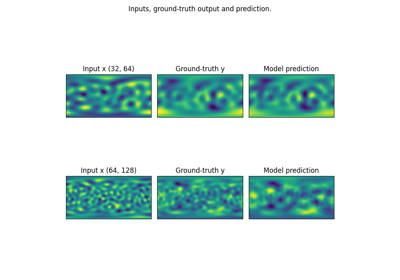 Inputs, ground-truth output and prediction.
Input x (32, 64)
Ground-truth y
Model prediction
Input x (64, 128)
Ground-truth y
Model prediction